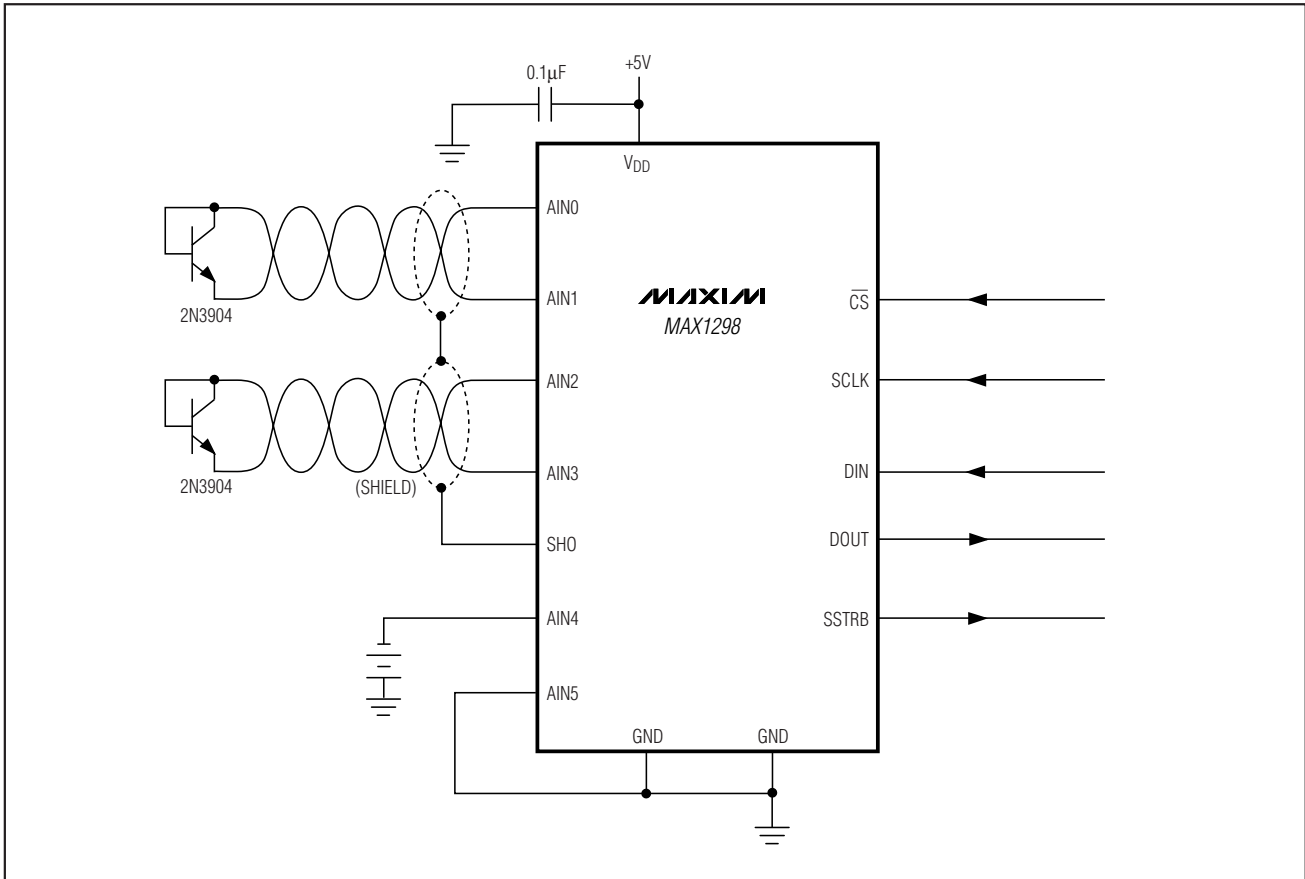 +5V
0.1µF
VDD
AIN0
AIN1
2N3904
MAXIM
MAX1298
CS
AIN2
SCLK
AIN3
DIN
2N3904
(SHIELD)
SHO
DOUT
AIN4
SSTRB
AIN5
GND
GND